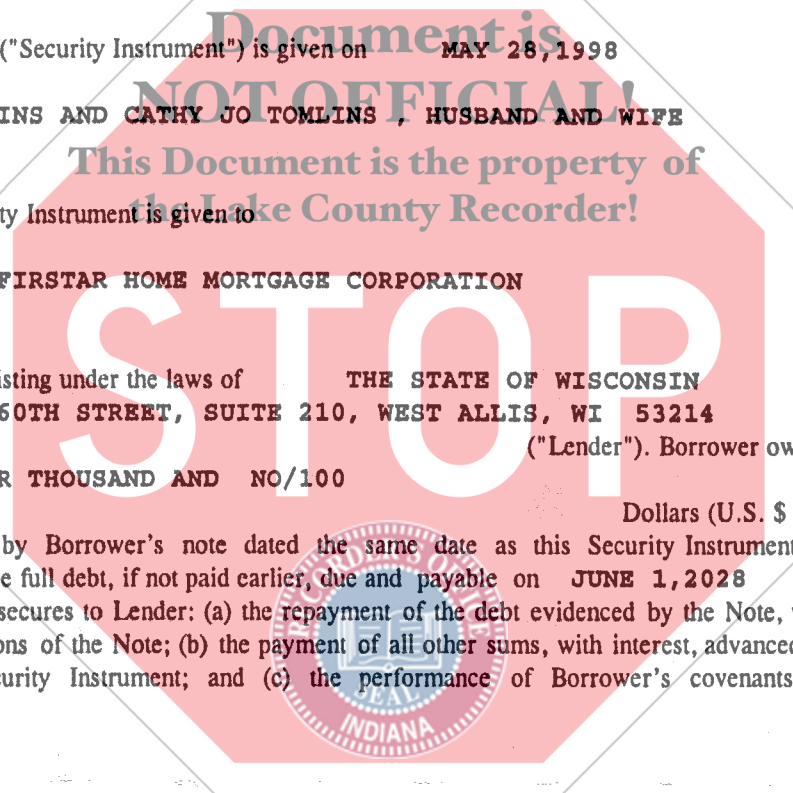 Document is
("Security Instrument") is given on MAY 28,1998
NOT OFFICIAL!
INS AND CATHY JO TOMLINS , HUSBAND AND WIFE
This Document is the property of
the Lake County Recorder!
ty Instrument is given to
FIRSTAR HOME MORTGAGE CORPORATION
STOP
isting under the laws of THE STATE OF WISCONSIN
60TH STREET, SUITE 210, WEST ALLIS, WI 53214
("Lender"). Borrower ow
R THOUSAND AND NO/100
Dollars (U.S. $
by Borrower's note dated the same date as this Security Instrument
e full debt, if not paid earlier, due and payable on JUNE 1,2028
secures to Lender: (a) the repayment of the debt evidenced by the Note,
ons of the Note; (b) the payment of all other sums, with interest, advanced
curity Instrument; and (c) the performance of Borrower's covenants
RECORDER'S OFFICE
SEAL
INDIANA